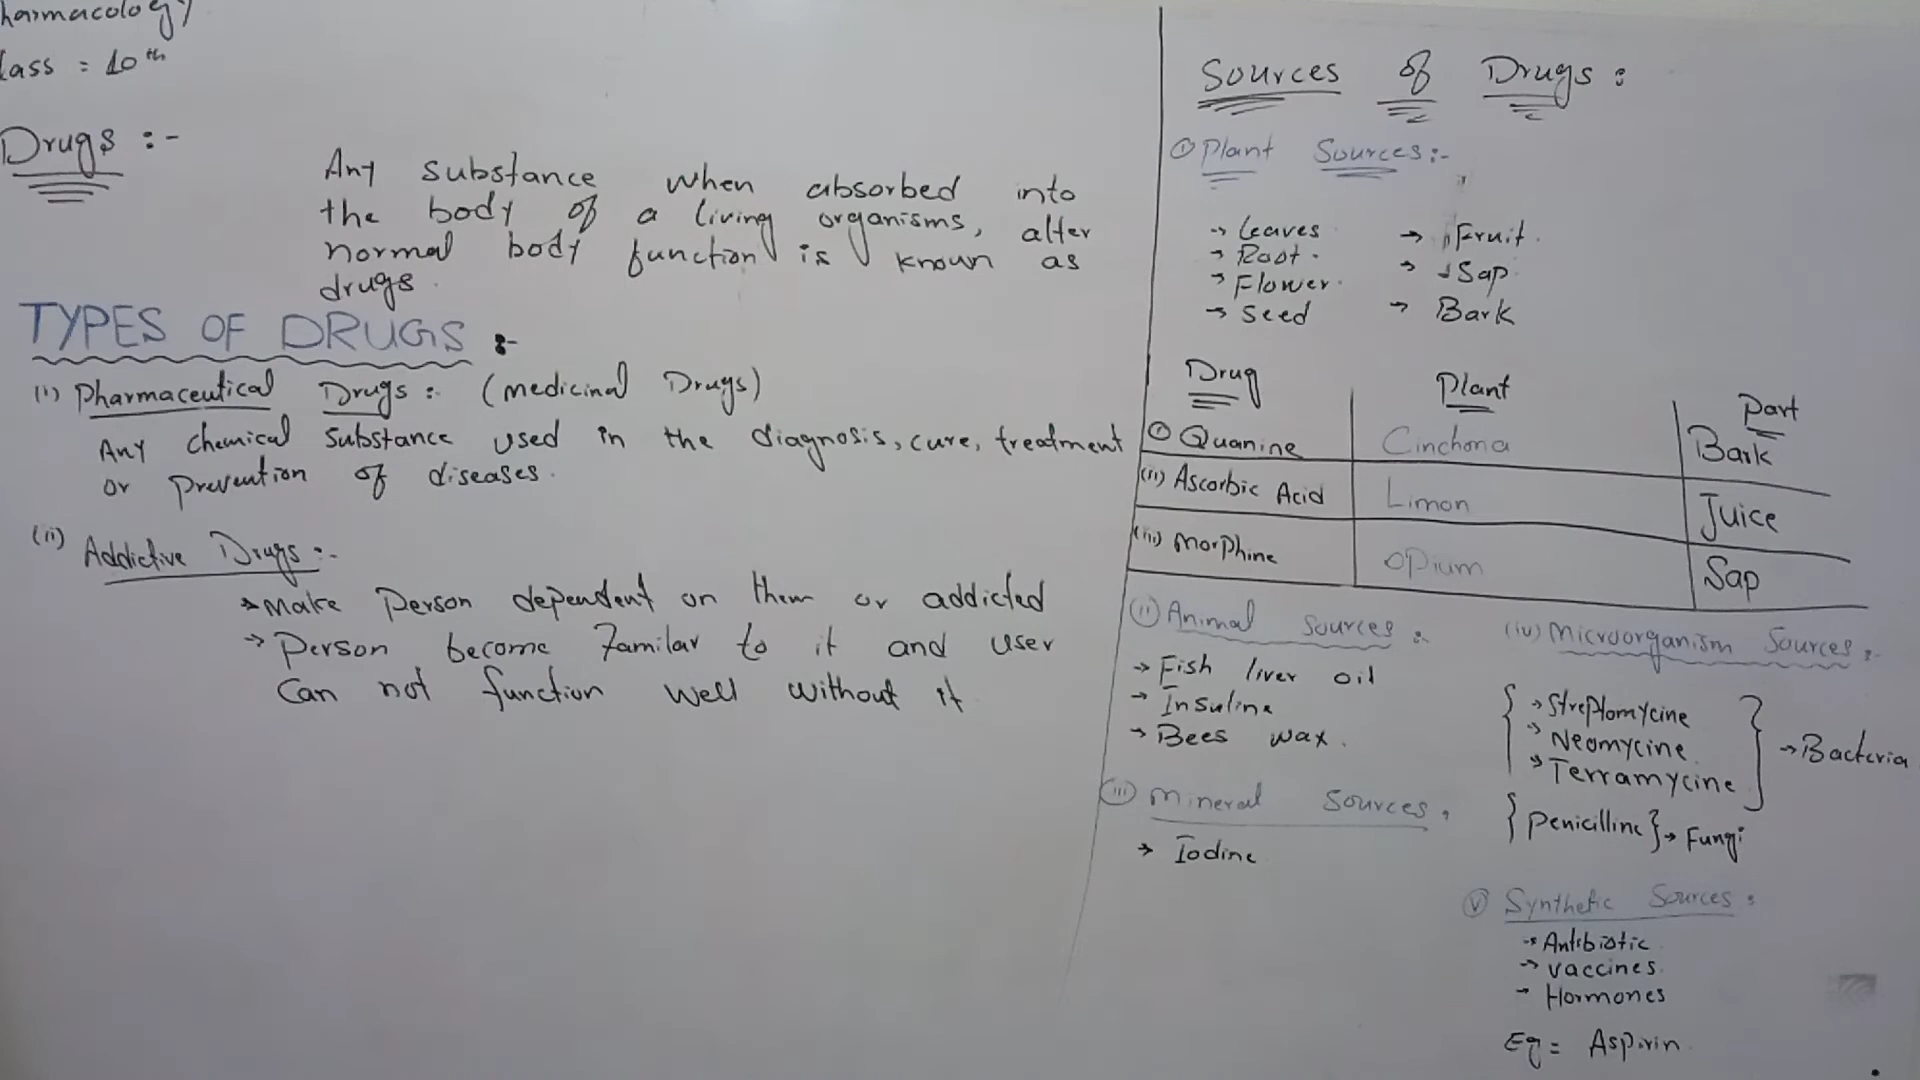 harmacology
lass = 10th
Drugs :-
Any substance when absorbed into
the body of a living organisms, alter
normal body function is known as
drugs.
TYPES OF DRUGS :-
(i) Pharmaceutical Drugs :- (medicinal Drugs)
Any chemical substance used in the diagnosis, cure, treatment
or prevention of diseases.
(ii) Addictive Drugs :-
→ Make Person dependent on them or addicted
→ Person become familar to it and user
can not function well without it
Sources of Drugs :
(i) Plant Sources :-
→ Leaves → Fruit.
→ Root. → Sap.
→ Flower.
→ Seed → Bark
Drug Plant Part
(i) Quanine Cinchona Bark
(ii) Ascorbic Acid Limon Juice
(iii) Morphine Opium Sap
(ii) Animal Sources :-
→ Fish liver oil
→ Insuline
→ Bees wax.
(iii) Mineral Sources :
→ Iodine
(iv) Microorganism Sources :-
{ → Streptomycine
→ Neomycine
→ Terramycine } → Bacteria
{ Penicilline } → Fungi
(v) Synthetic Sources :
→ Antibiotic
→ vaccines.
→ Hormones
Eg = Aspirin